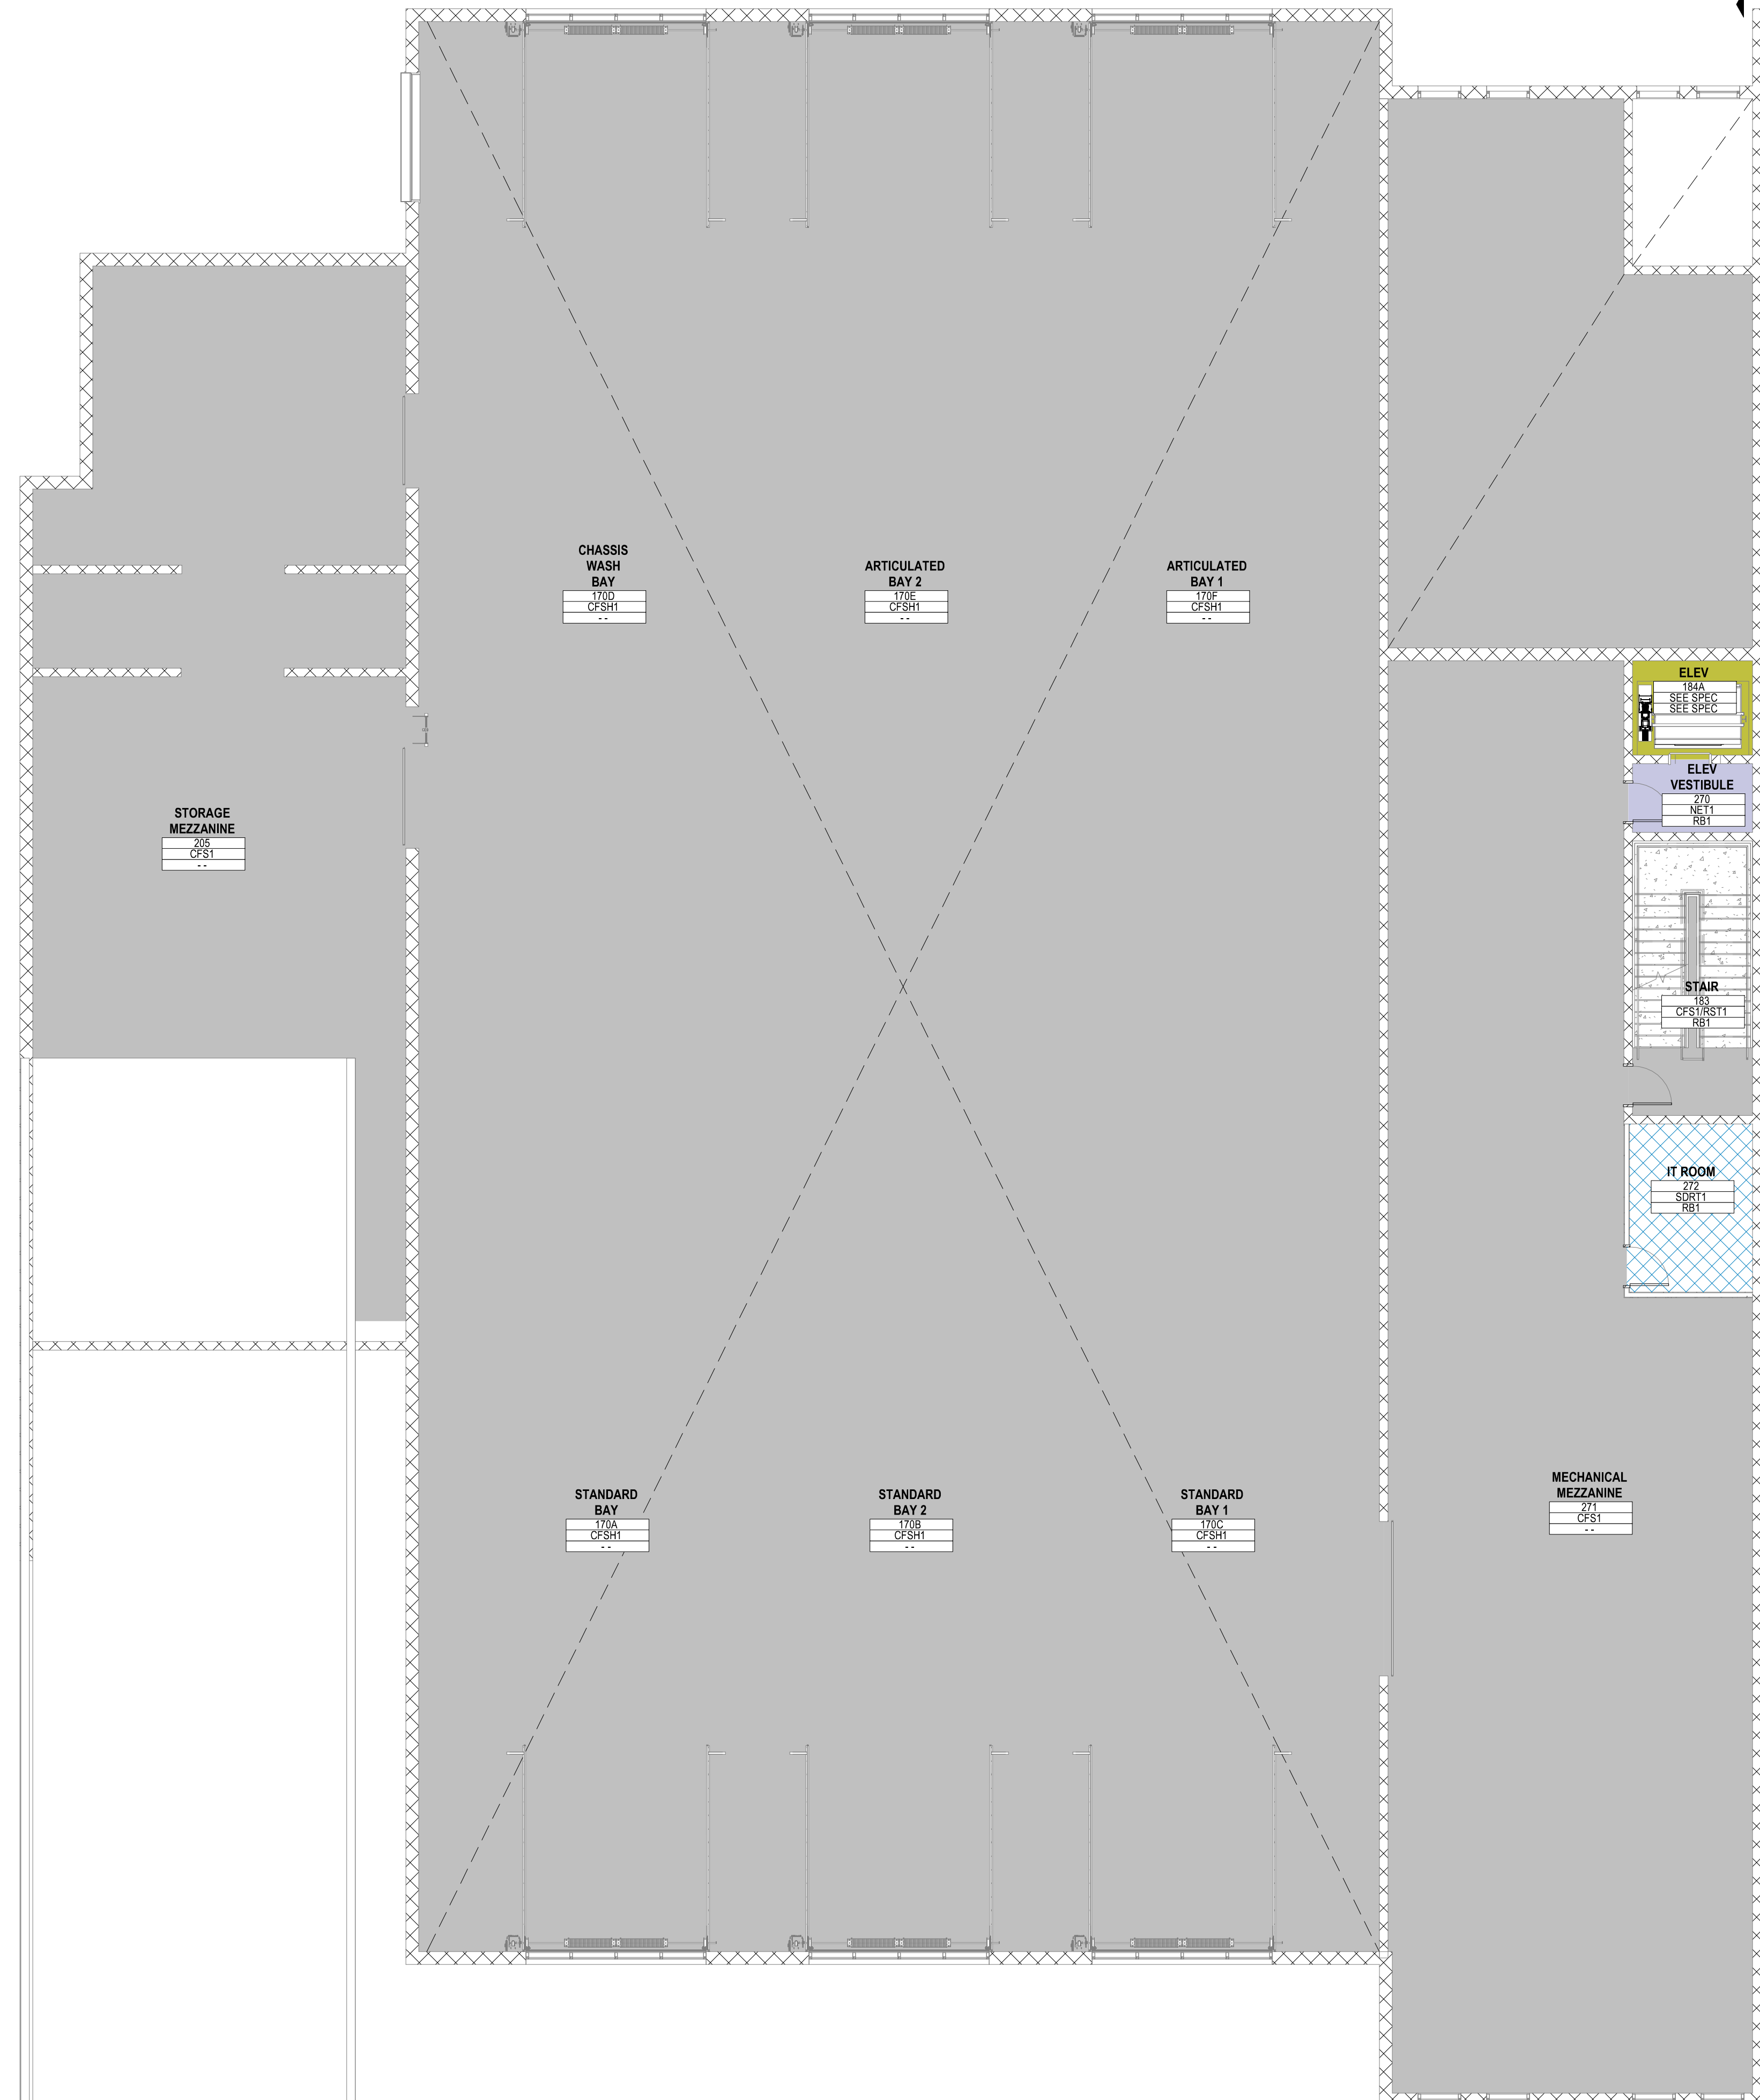 CHASSIS
WASH
BAY
170D
CFSH1
- -
ARTICULATED
BAY 2
170E
CFSH1
- -
ARTICULATED
BAY 1
170F
CFSH1
- -
ELEV
184A
SEE SPEC
SEE SPEC
ELEV
VESTIBULE
270
NET1
RB1
STORAGE
MEZZANINE
205
CFS1
- -
STAIR
183
CFS1/RST1
RB1
IT ROOM
272
SDRT1
RB1
STANDARD
BAY
170A
CFSH1
- -
STANDARD
BAY 2
170B
CFSH1
- -
STANDARD
BAY 1
170C
CFSH1
- -
MECHANICAL
MEZZANINE
271
CFS1
- -